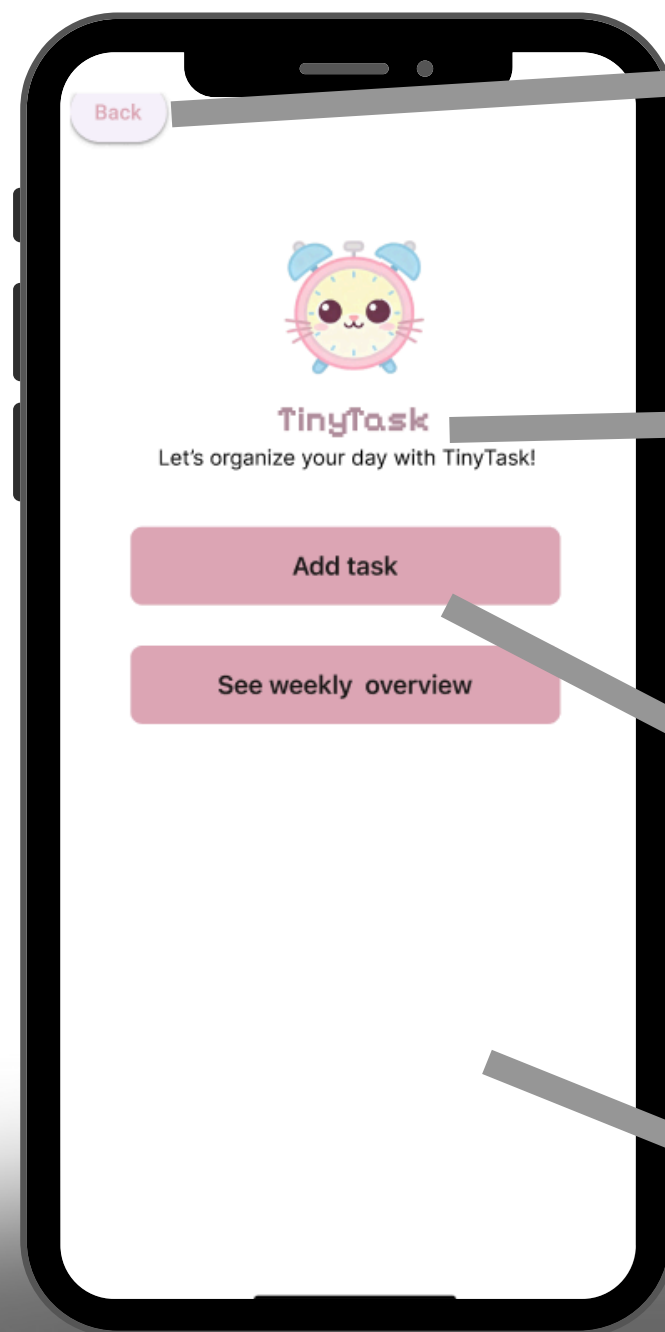 Back
TinyTask
Let's organize your day with TinyTask!
Add task
See weekly  overview